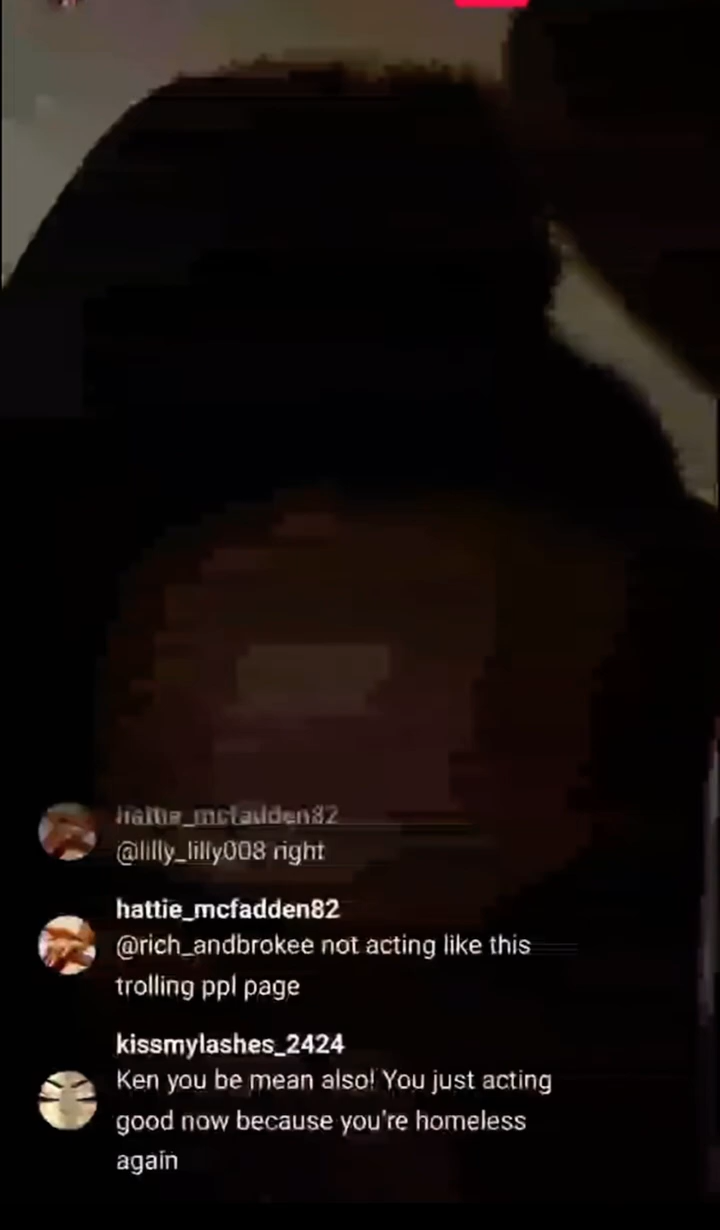 hattie_mcfadden82
@lilly_lilly008 right
hattie_mcfadden82
@rich_andbrokee not acting like this
trolling ppl page
kissmylashes_2424
Ken you be mean also! You just acting
good now because you're homeless
again